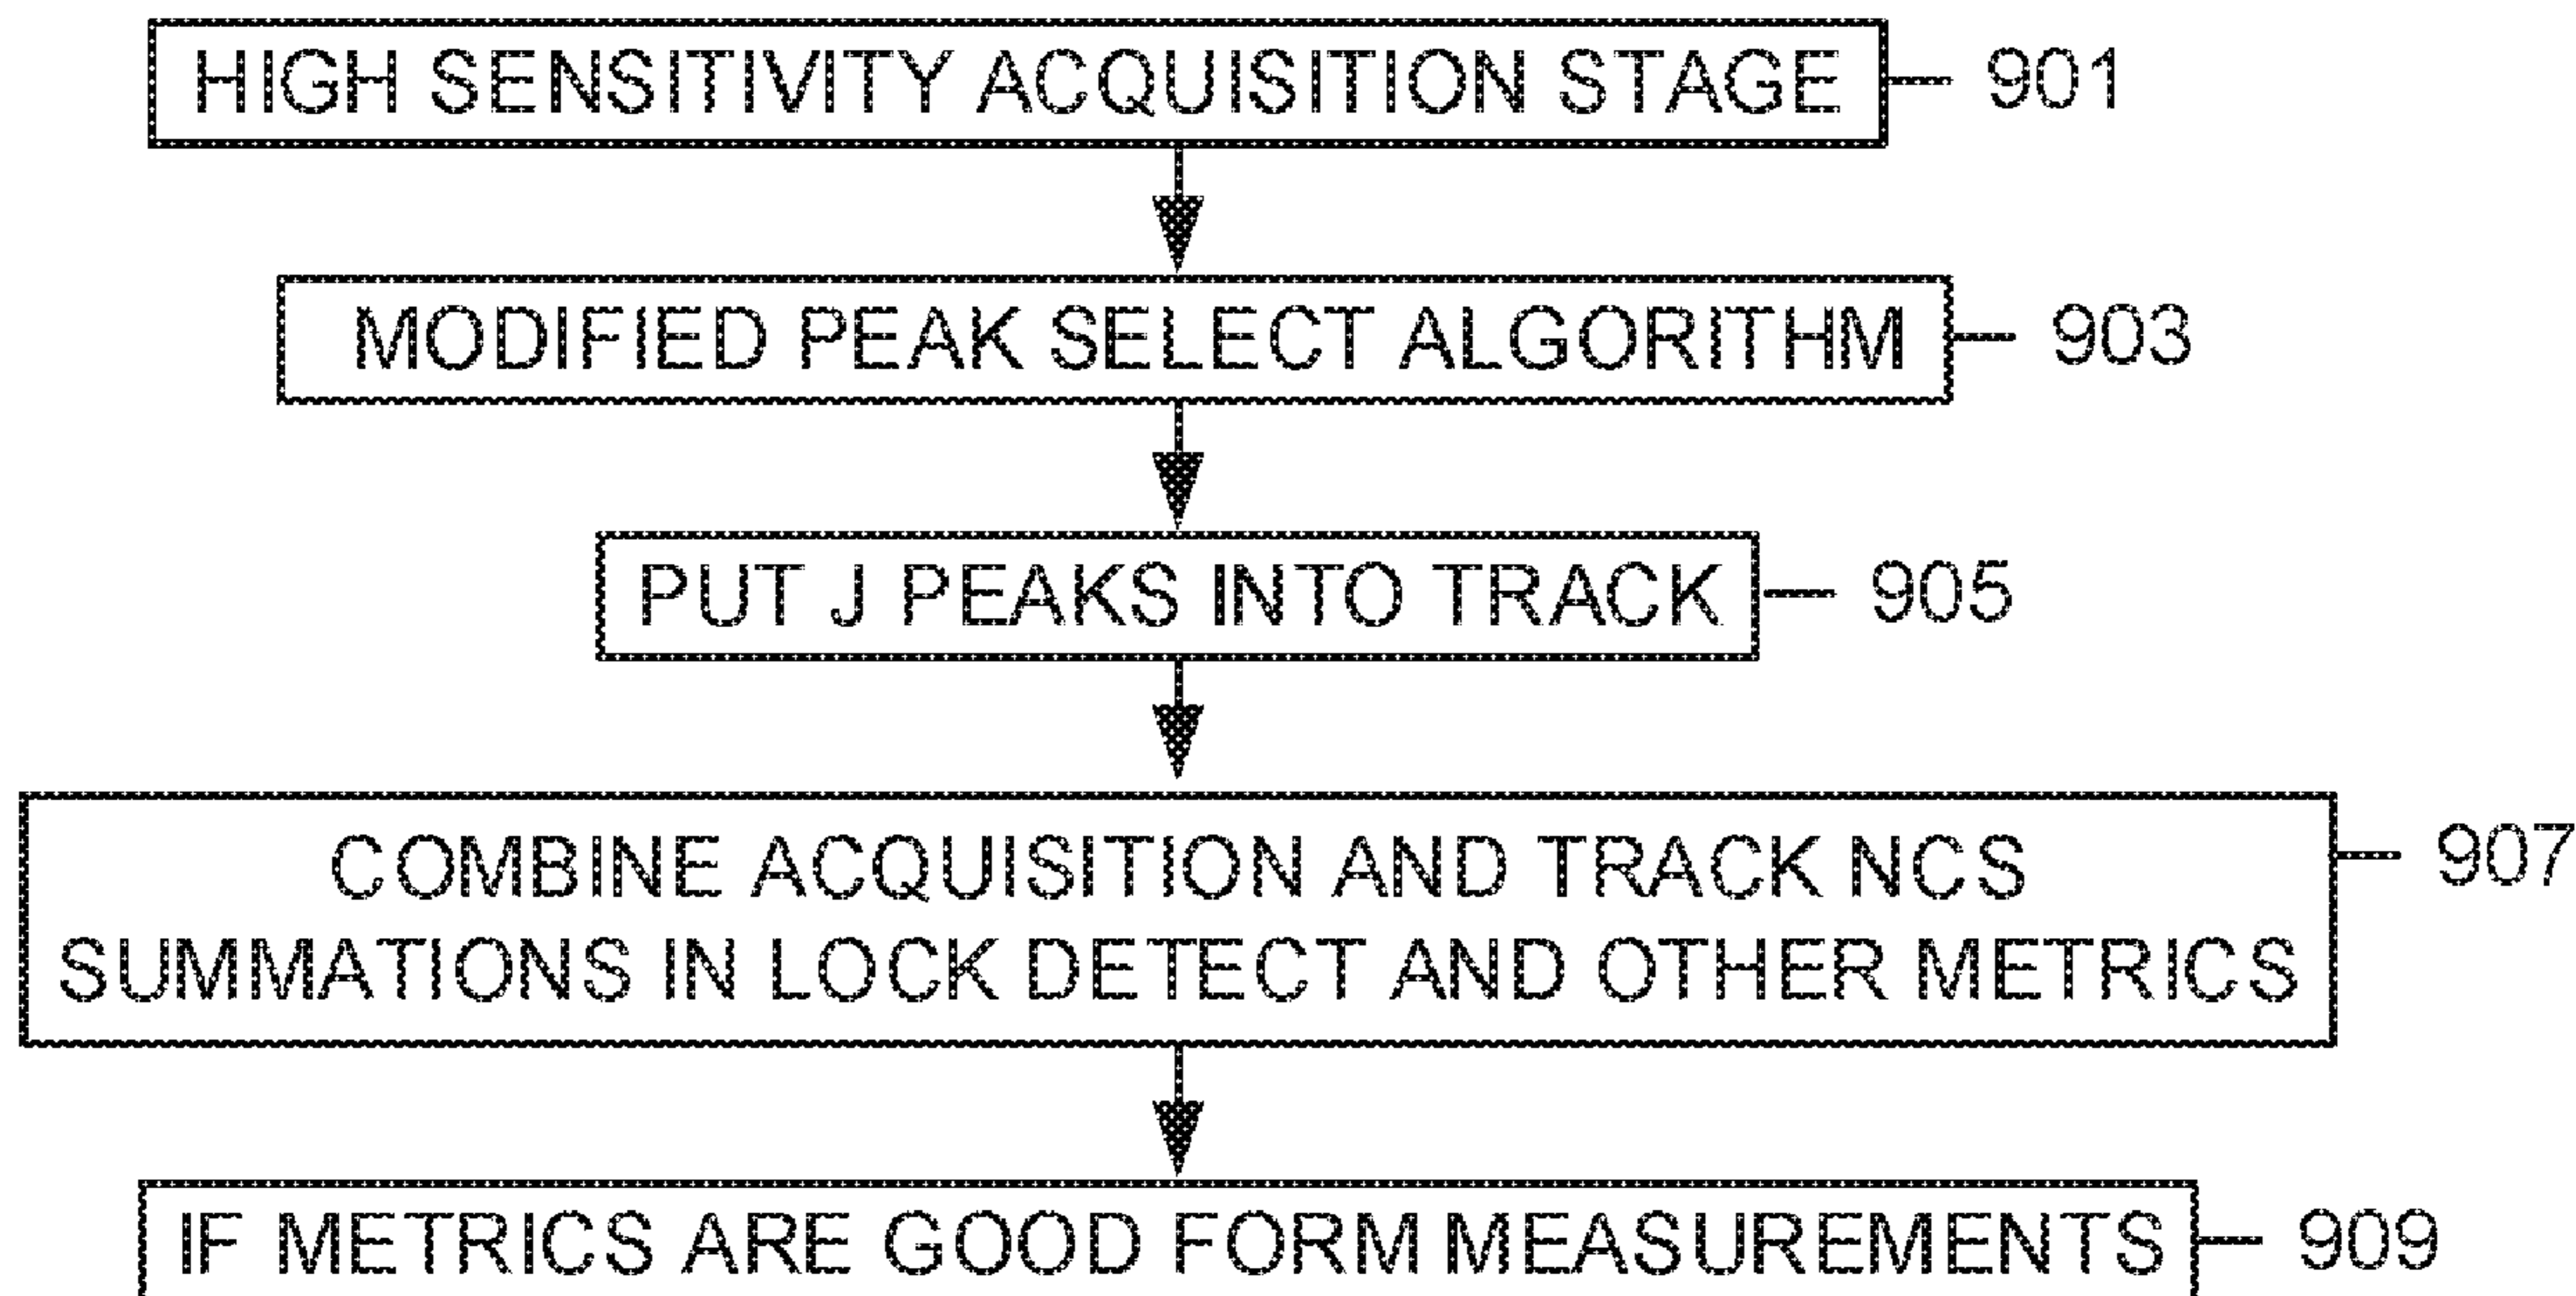 HIGH SENSITIVITY ACQUISITION STAGE 901
MODIFIED PEAK SELECT ALGORITHM 903
PUT J PEAKS INTO TRACK 905
COMBINE ACQUISITION AND TRACK NCS 907
SUMMATIONS IN LOCK DETECT AND OTHER METRICS
IF METRICS ARE GOOD FORM MEASUREMENTS 909